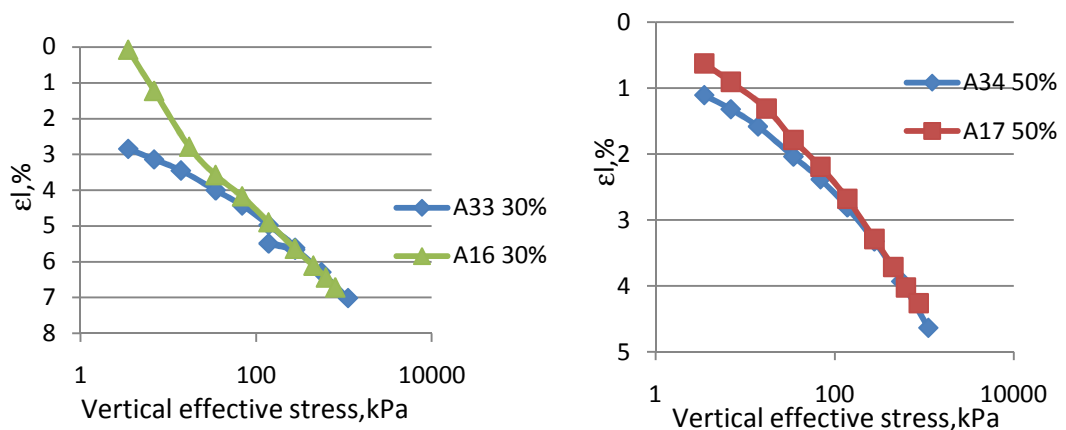 0
1
2
3
4
5
6
7
8
εl,%
1
100
10000
Vertical effective stress,kPa
A33 30%
A16 30%
0
1
2
3
4
5
εl,%
1
100
10000
Vertical effective stress,kPa
A34 50%
A17 50%